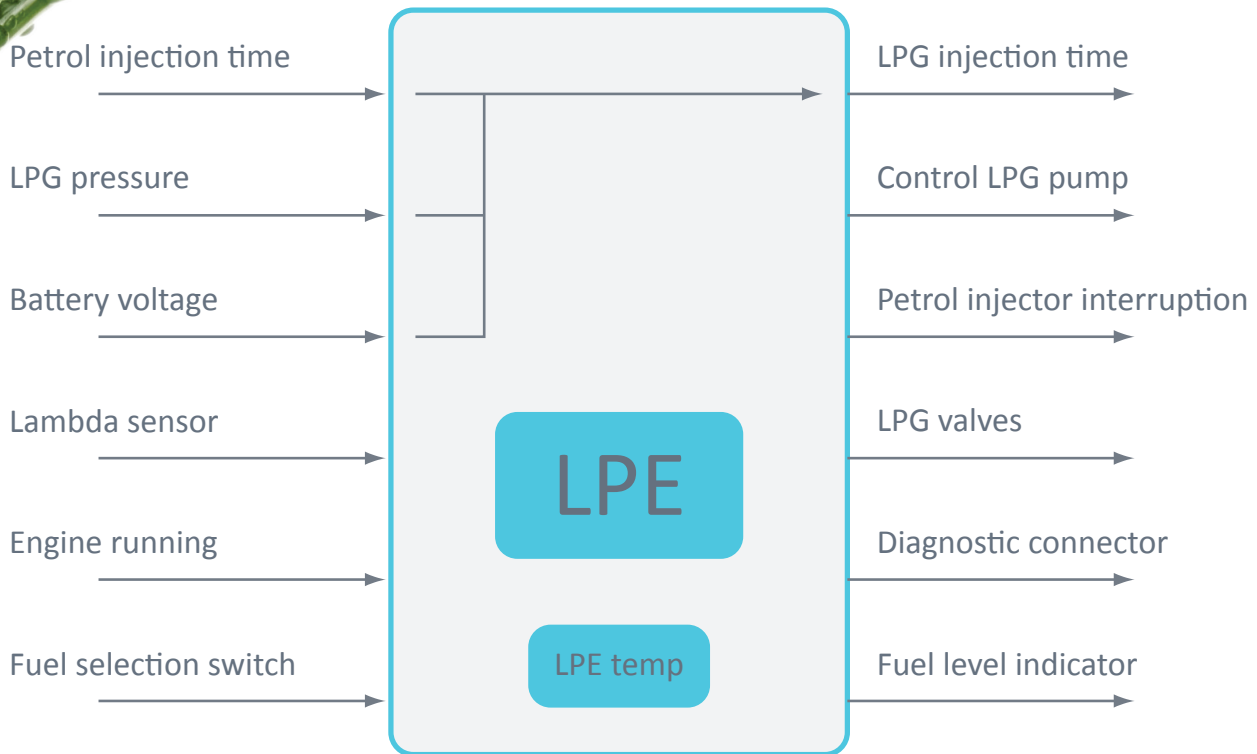 Petrol injection time
LPG injection time
LPG pressure
Control LPG pump
Battery voltage
Petrol injector interruption
Lambda sensor
LPG valves
LPE
Engine running
Diagnostic connector
Fuel selection switch
LPE temp
Fuel level indicator